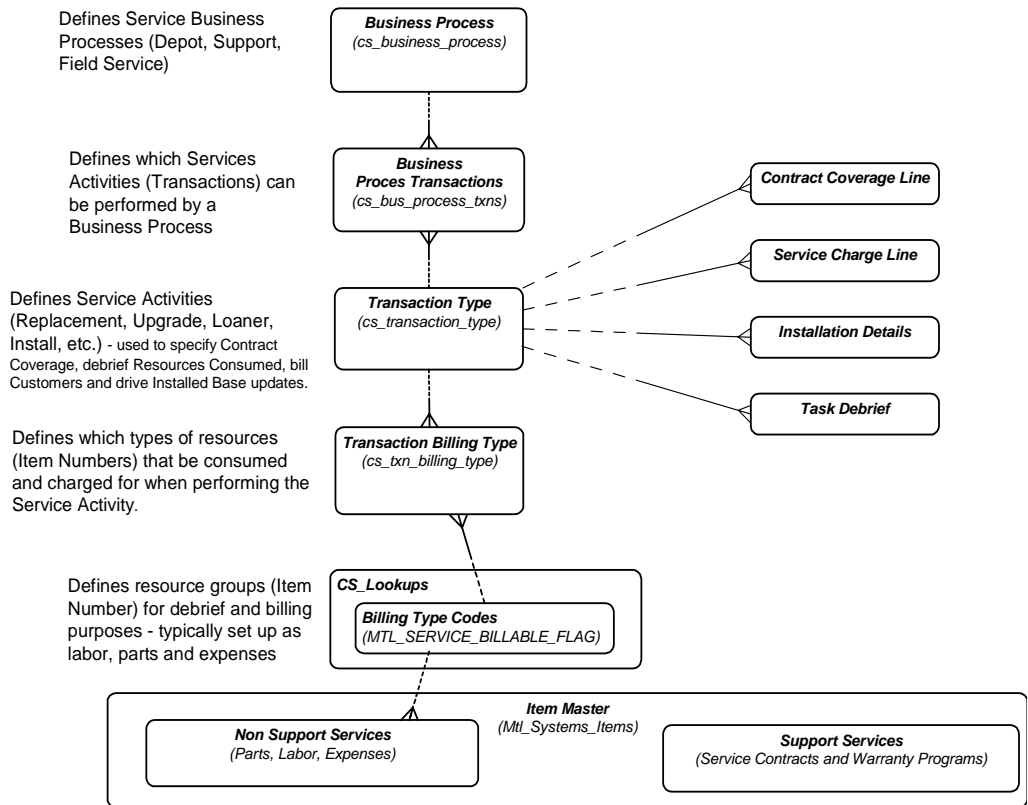 Defines Service Business
Processes (Depot, Support,
Field Service)
Business Process
(cs_business_process)
Defines which Services
Activities (Transactions) can
be performed by a
Business Process
Business
Proces Transactions
(cs_bus_process_txns)
Contract Coverage Line
Service Charge Line
Installation Details
Task Debrief
Defines Service Activities
(Replacement, Upgrade, Loaner,
Install, etc.) - used to specify Contract
Coverage, debrief Resources Consumed, bill
Customers and drive Installed Base updates.
Transaction Type
(cs_transaction_type)
Defines which types of resources
(Item Numbers) that be consumed
and charged for when performing the
Service Activity.
Transaction Billing Type
(cs_txn_billing_type)
Defines resource groups (Item
Number) for debrief and billing
purposes - typically set up as
labor, parts and expenses
CS_Lookups
Billing Type Codes
(MTL_SERVICE_BILLABLE_FLAG)
Item Master
(Mtl_Systems_Items)
Non Support Services
(Parts, Labor, Expenses)
Support Services
(Service Contracts and Warranty Programs)